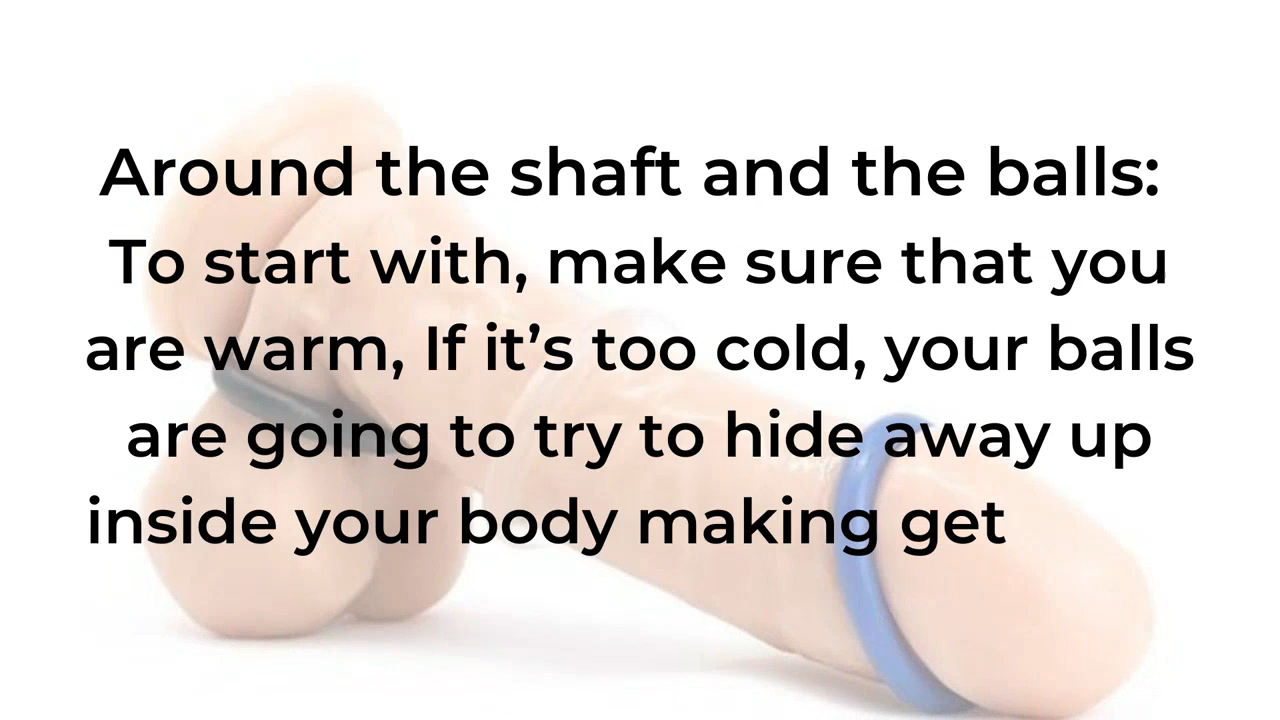 Around the shaft and the balls:
To start with, make sure that you
are warm, If it’s too cold, your balls
are going to try to hide away up
inside your body making get